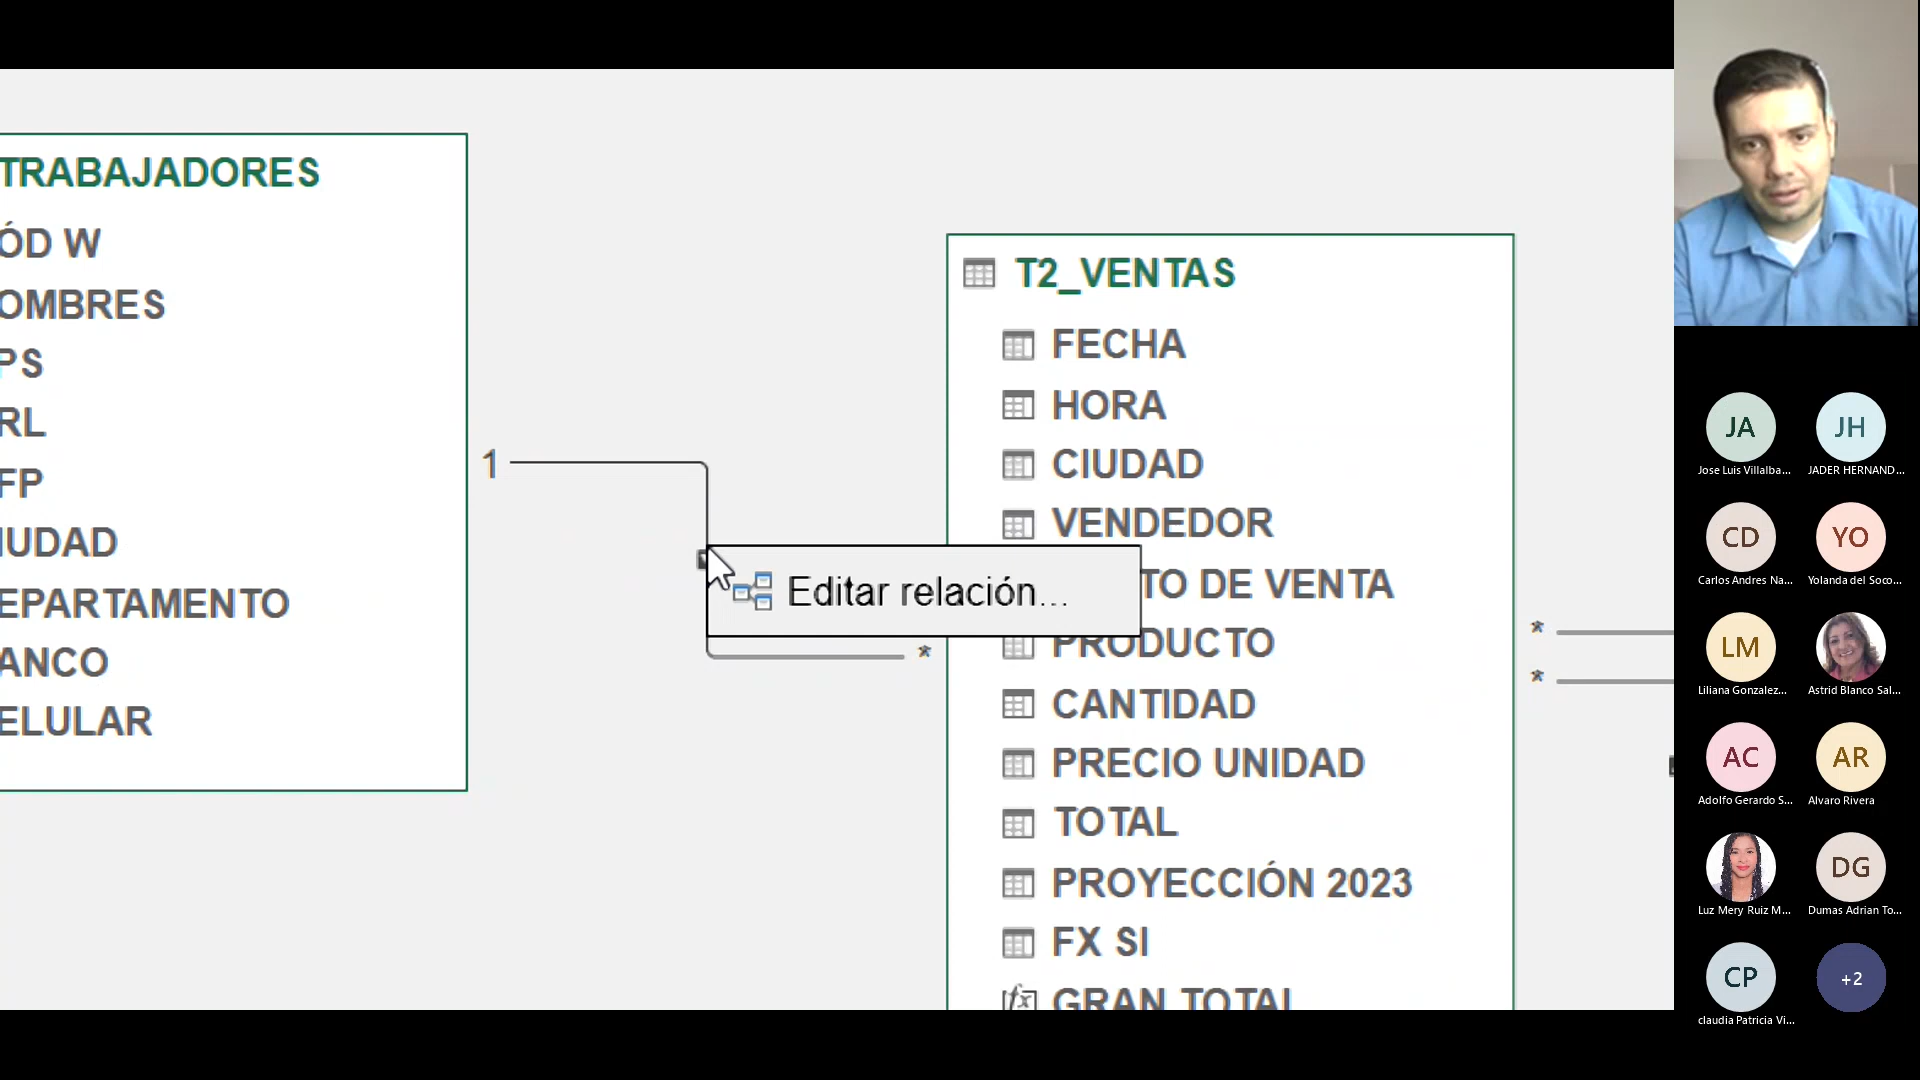 TRABAJADORES
ÓD W
OMBRES
PS
RL
FP
IUDAD
EPARTAMENTO
ANCO
ELULAR
1
Editar relación...
*
T2_VENTAS
FECHA
HORA
CIUDAD
VENDEDOR
TO DE VENTA
PRODUCTO
CANTIDAD
PRECIO UNIDAD
TOTAL
PROYECCIÓN 2023
FX SI
fx GRAN TOTAL
*
*
JA
Jose Luis Villalba...
JH
JADER HERNAND...
CD
Carlos Andres Na...
YO
Yolanda del Soco...
LM
Liliana Gonzalez...
Astrid Blanco Sal...
AC
Adolfo Gerardo S...
AR
Alvaro Rivera
Luz Mery Ruiz M...
DG
Dumas Adrían To...
CP
claudia Patricia Vi...
+2